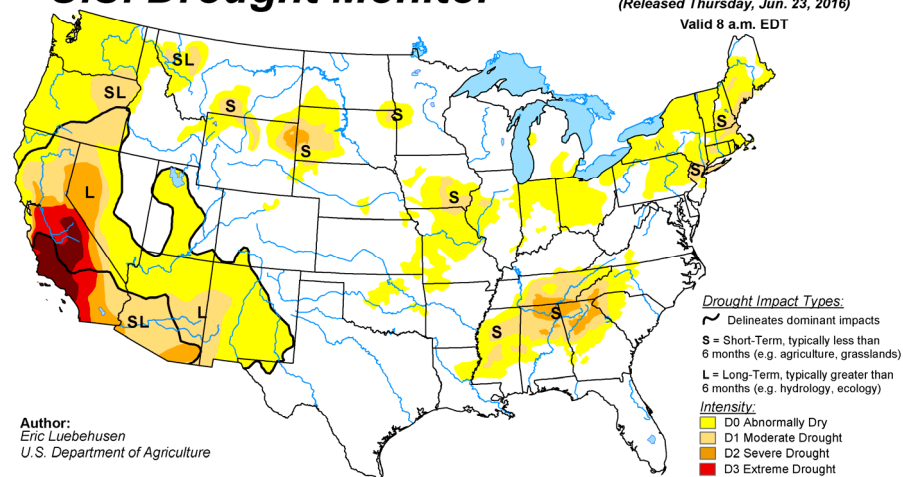 U.S. Drought Monitor
(Released Thursday, Jun. 23, 2016)
Valid 8 a.m. EDT
SL
SL
S
S
S
S
S
S
L
S
S
SL
L
Drought Impact Types:
Delineates dominant impacts
S = Short-Term, typically less than
6 months (e.g. agriculture, grasslands)
L = Long-Term, typically greater than
6 months (e.g. hydrology, ecology)
Intensity:
D0 Abnormally Dry
D1 Moderate Drought
D2 Severe Drought
D3 Extreme Drought
Author:
Eric Luebehusen
U.S. Department of Agriculture